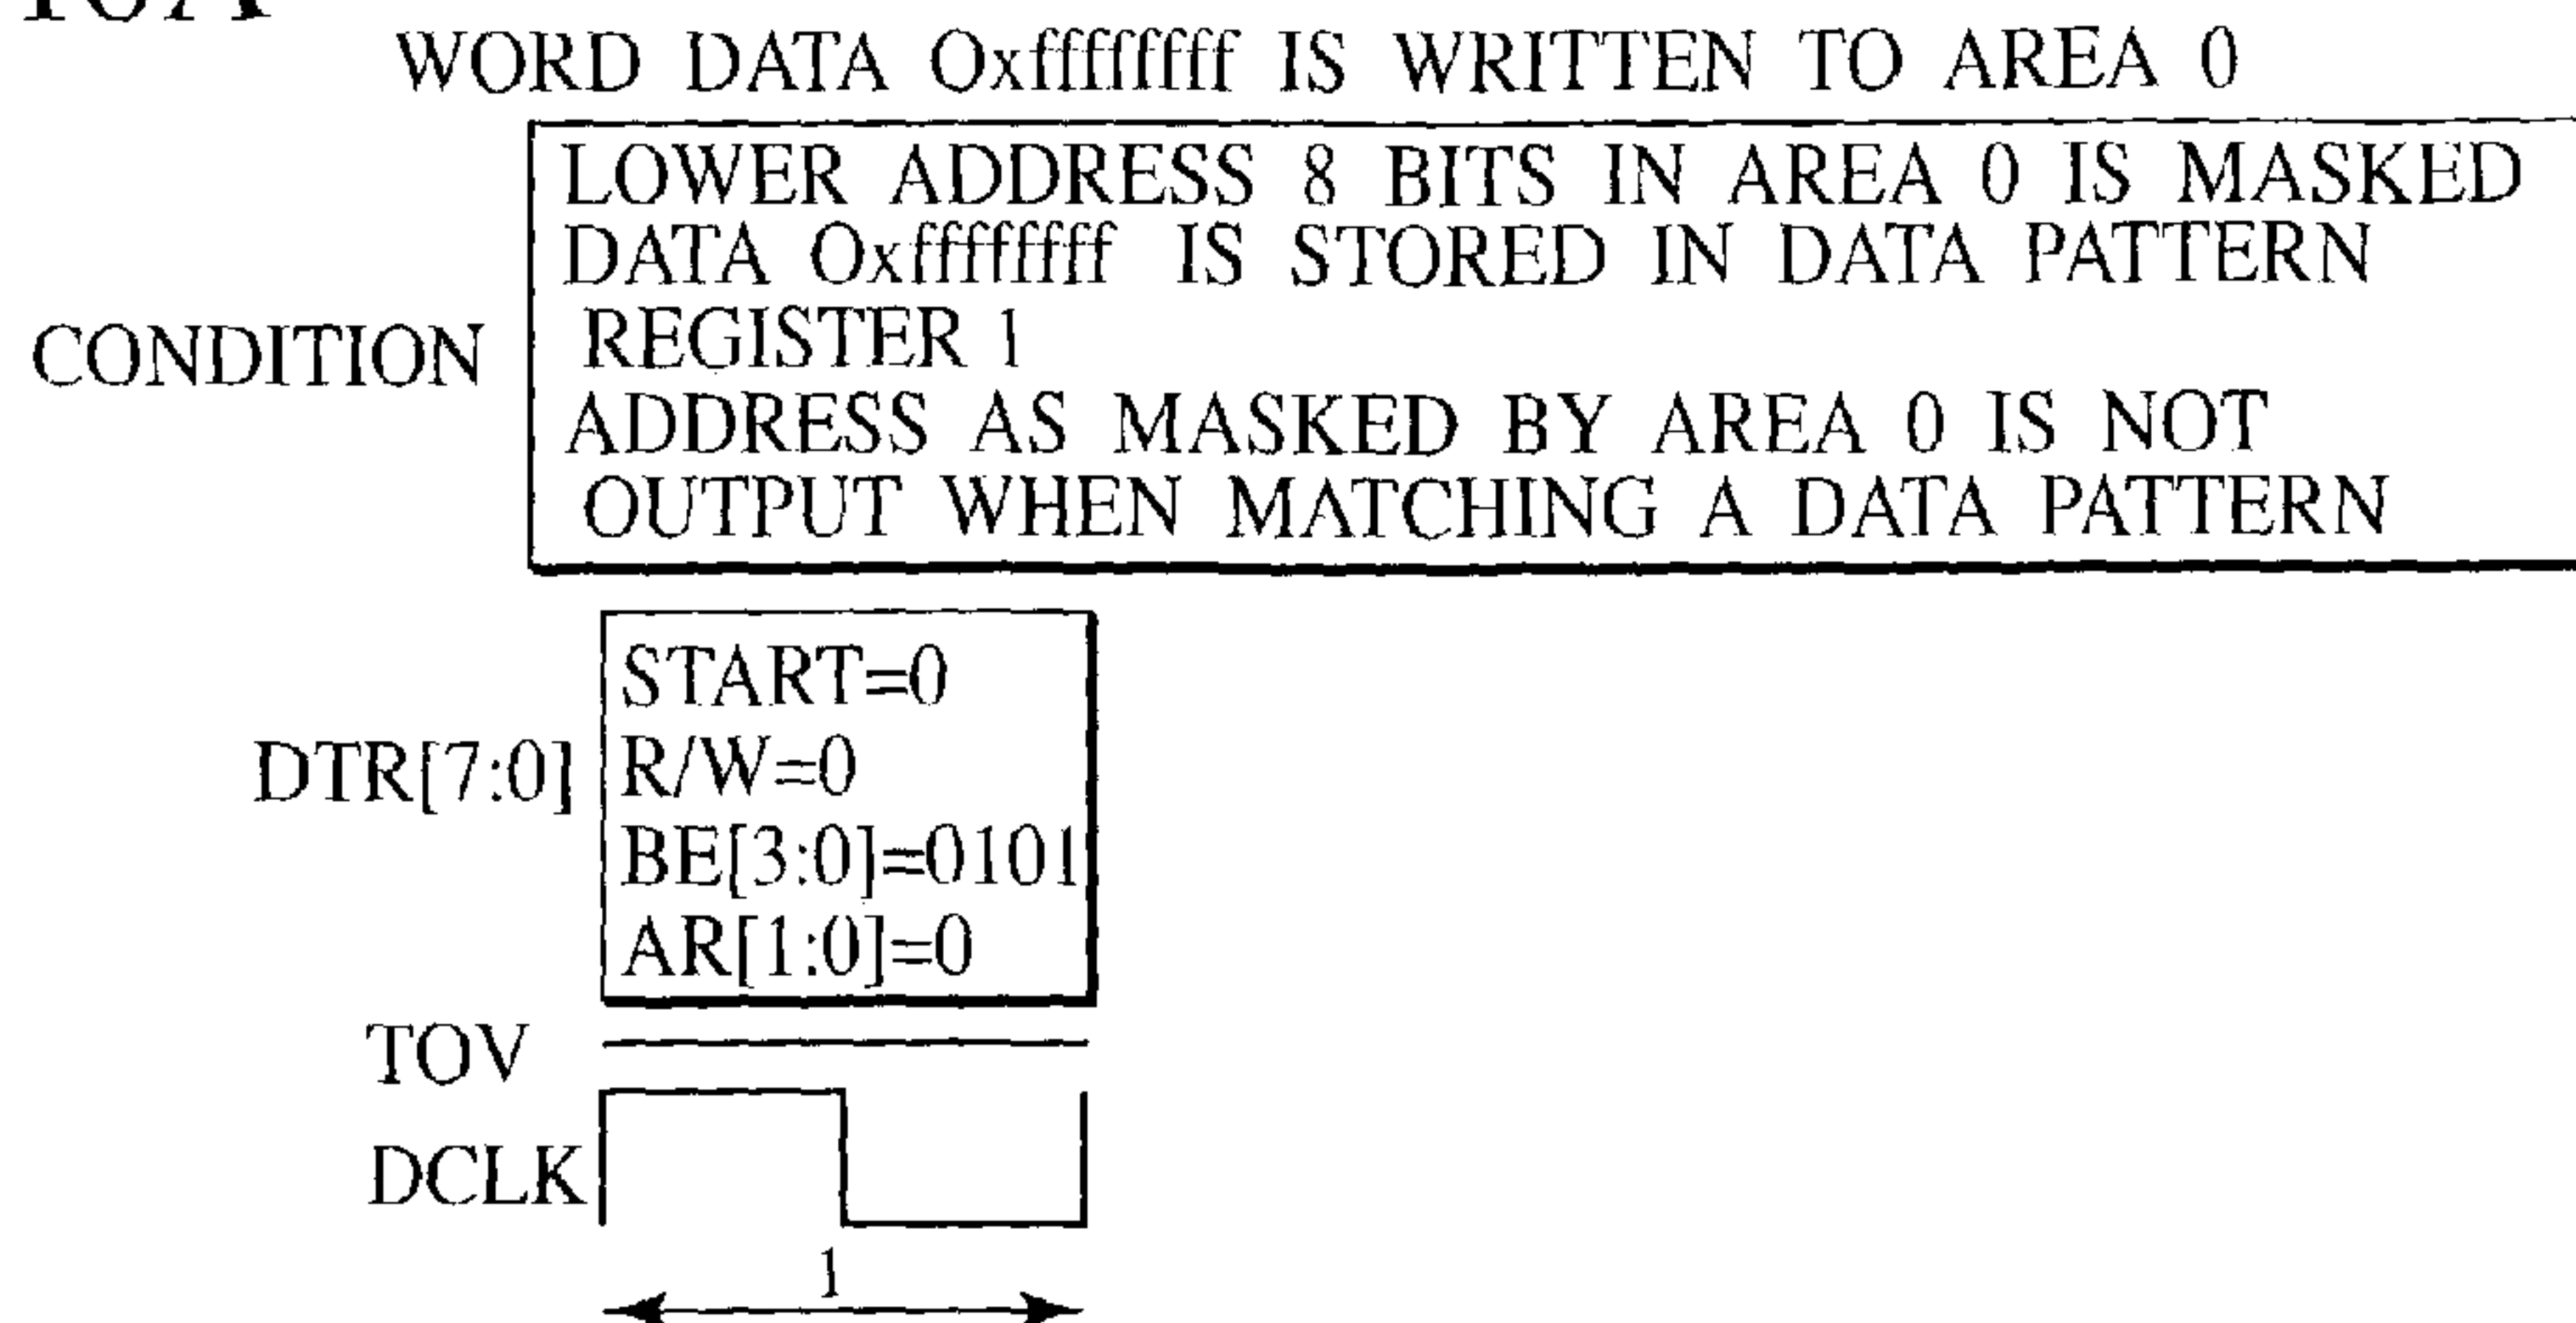 WORD DATA 0xffffffff IS WRITTEN TO AREA 0
LOWER ADDRESS 8 BITS IN AREA 0 IS MASKED
DATA 0xffffffff IS STORED IN DATA PATTERN
REGISTER 1
CONDITION
ADDRESS AS MASKED BY AREA 0 IS NOT
OUTPUT WHEN MATCHING A DATA PATTERN
START=0
R/W=0
DTR[7:0]
BE[3:0]=0101
AR[1:0]=0
TOV
DCLK
1